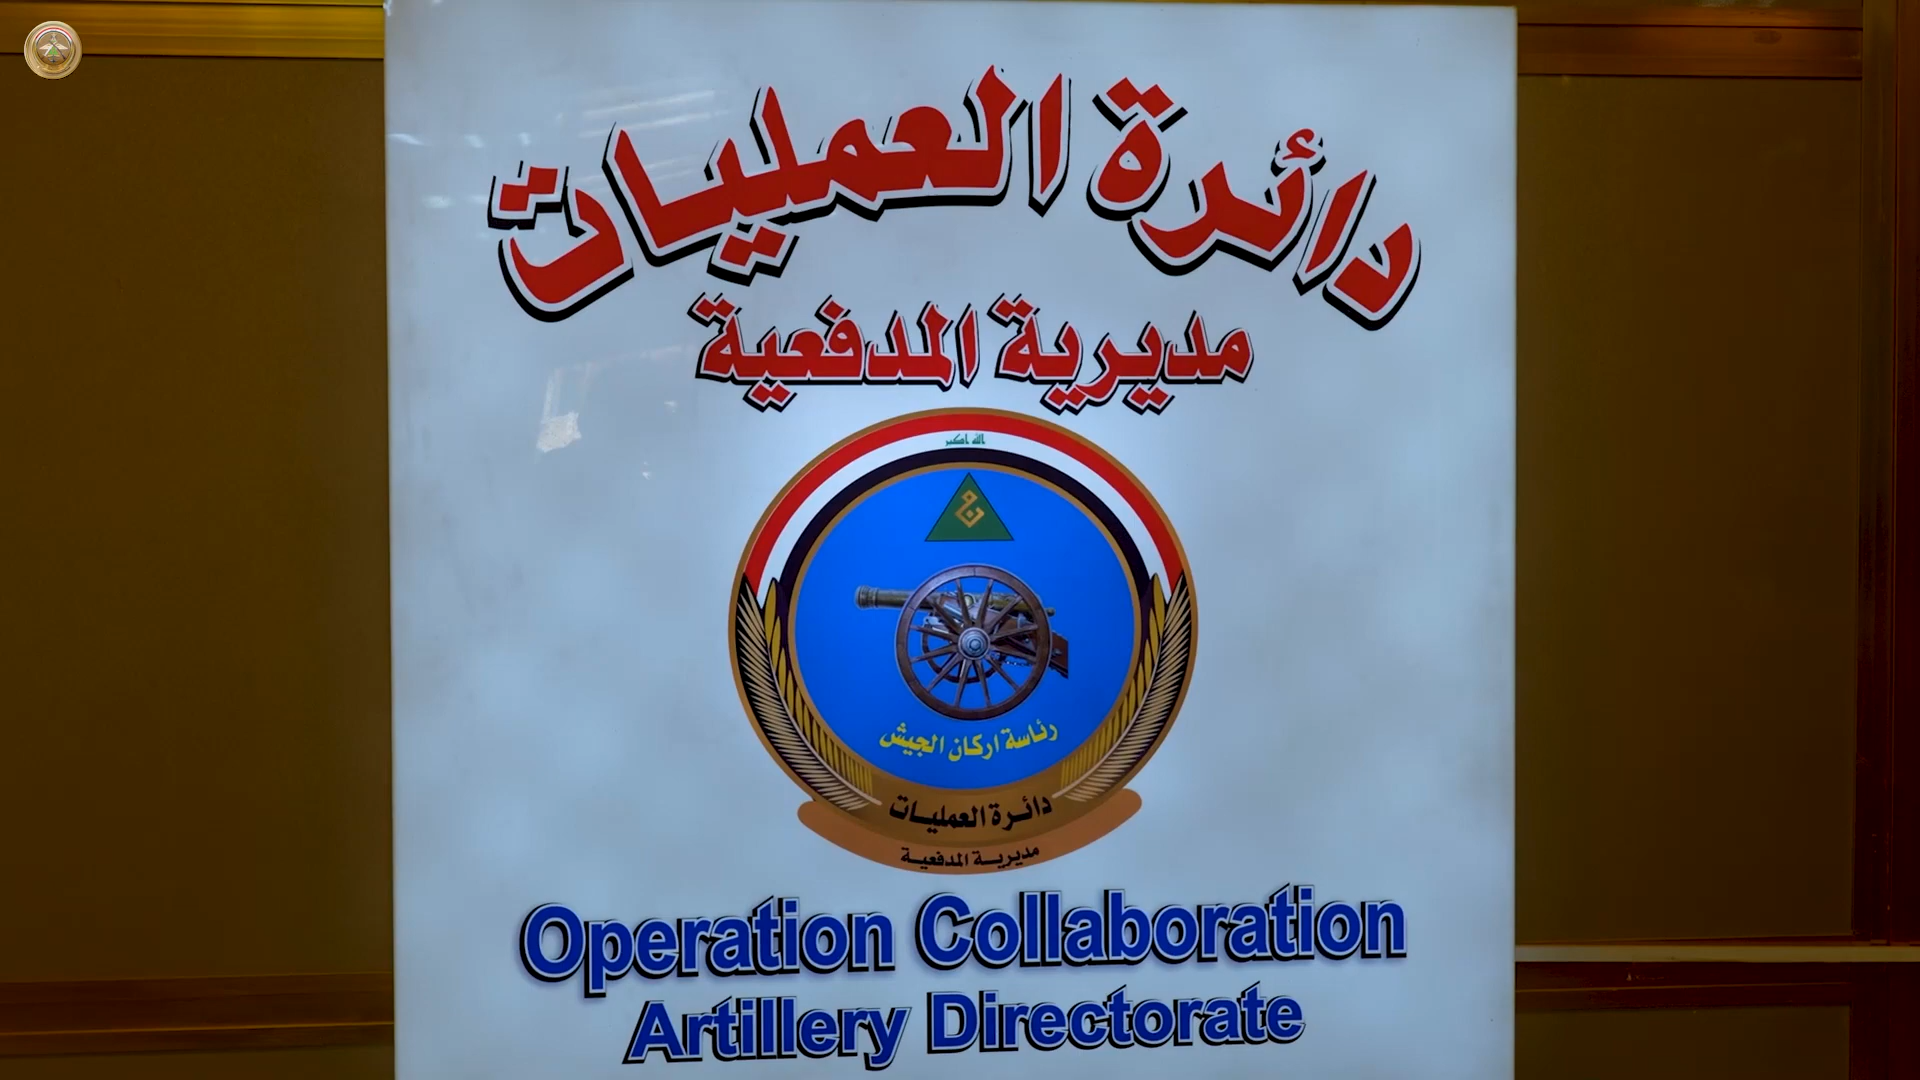 دائرة العمليات
مديرية المدفعية
الله اكبر
رئاسة اركان الجيش
دائرة العمليات
مديرية المدفعية
Operation Collaboration
Artillery Directorate